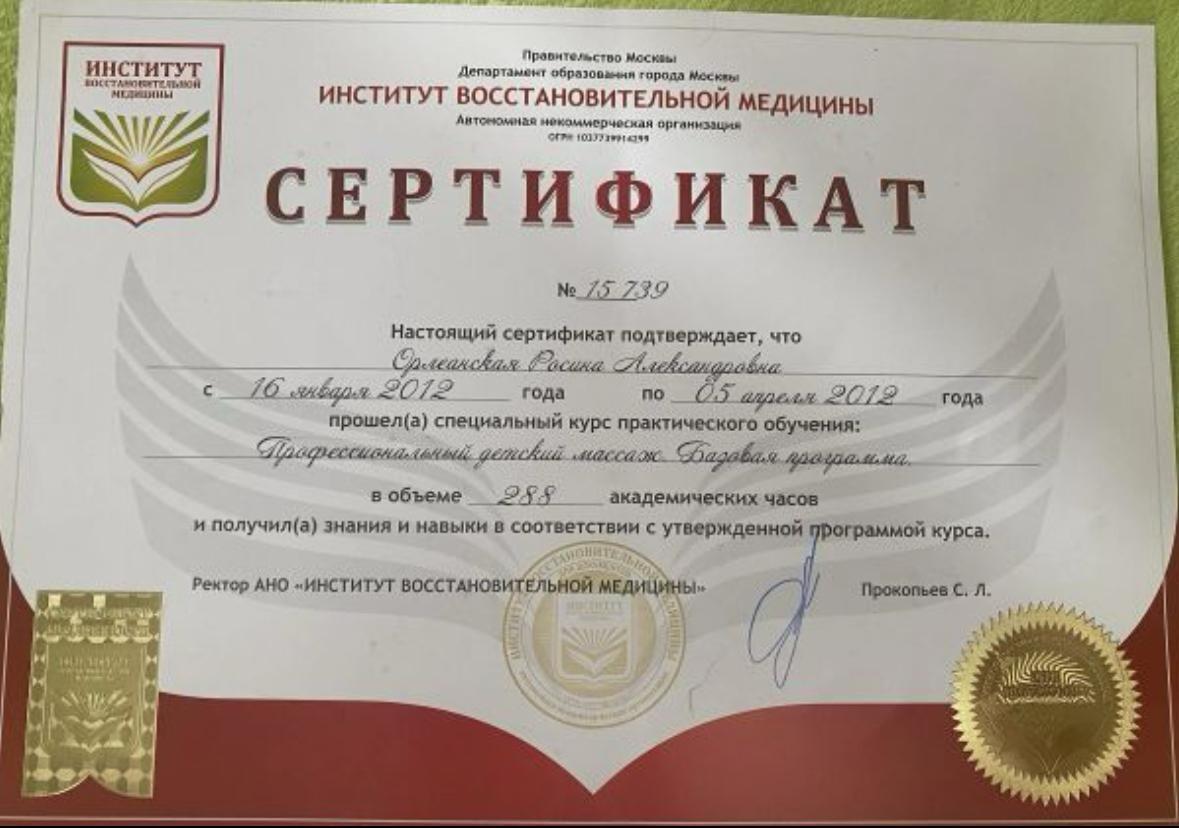 ИНСТИТУТ
ВОССТАНОВИТЕЛЬНОЙ
МЕДИЦИНЫ
Правительство Москвы
Департамент образования города Москвы
ИНСТИТУТ ВОССТАНОВИТЕЛЬНОЙ МЕДИЦИНЫ
Автономная некоммерческая организация
ОГРН
СЕРТИФИКАТ
№ 15 739
Настоящий сертификат подтверждает, что
Орлеанская Росина Александровна
с 16 января 2012 года по 05 апреля 2012 года
прошел(а) специальный курс практического обучения:
Профессиональный детский массаж. Базовая программа.
в объеме 288 академических часов
и получил(а) знания и навыки в соответствии с утвержденной программой курса.
Ректор АНО «ИНСТИТУТ ВОССТАНОВИТЕЛЬНОЙ МЕДИЦИНЫ» Прокопьев С. Л.